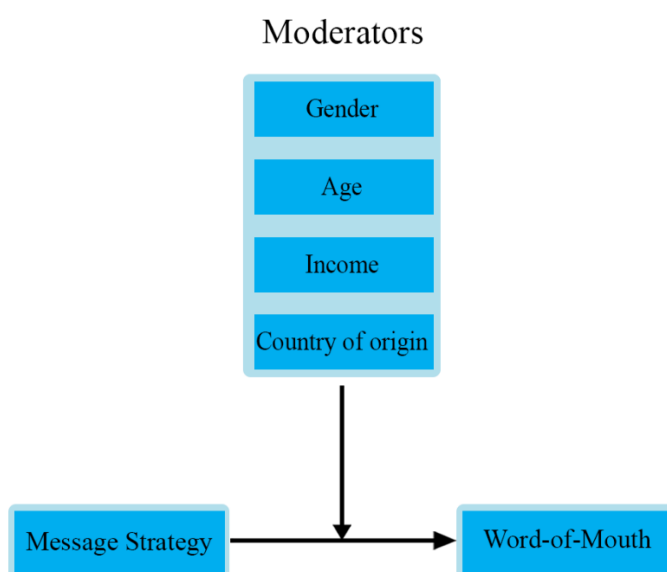 Moderators
Gender
Age
Income
Country of origin
Message Strategy
Word-of-Mouth